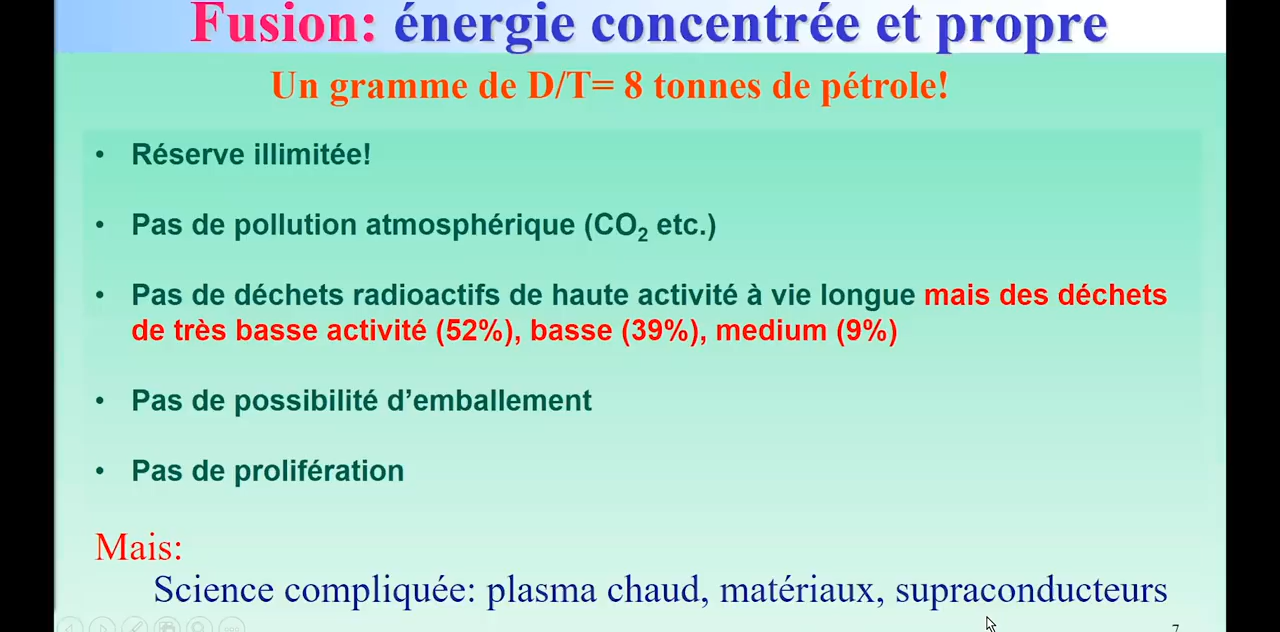 Fusion: énergie concentrée et propre
Un gramme de D/T= 8 tonnes de pétrole!
• Réserve illimitée!
• Pas de pollution atmosphérique (CO₂ etc.)
• Pas de déchets radioactifs de haute activité à vie longue mais des déchets
de très basse activité (52%), basse (39%), medium (9%)
• Pas de possibilité d’emballement
• Pas de prolifération
Mais:
Science compliquée: plasma chaud, matériaux, supraconducteurs
7